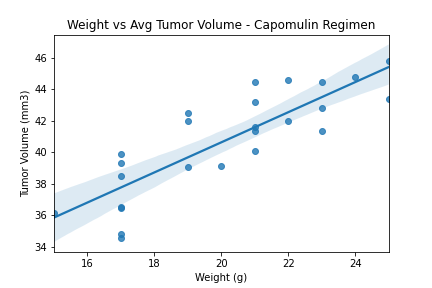 Weight vs Avg Tumor Volume - Capomulin Regimen
46
44
42
40
38
36
34
Tumor Volume (mm3)
16 18 20 22 24
Weight (g)